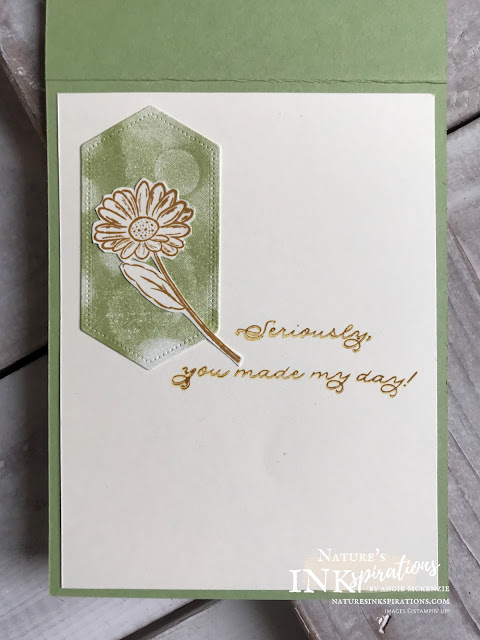 Seriously,
you made my day!
NATURE'S
INKspirations
BY ANGIE MCKENZIE
NATURESINKSPIRATIONS.COM
IMAGES ©STAMPIN' UP!